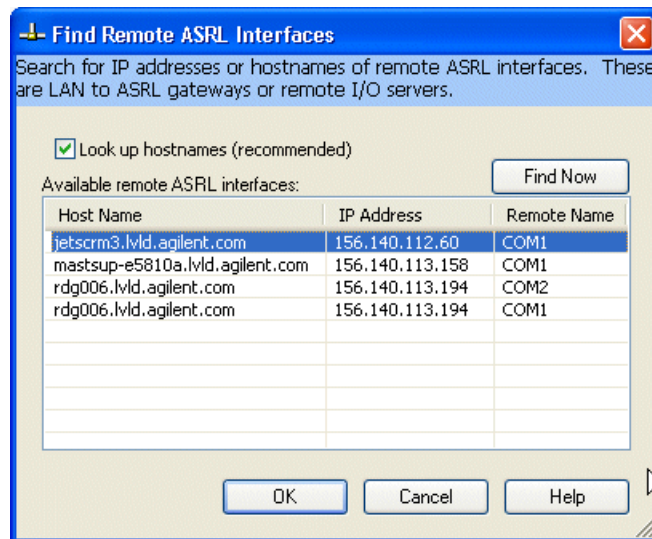 Find Remote ASRL Interfaces
Search for IP addresses or hostnames of remote ASRL interfaces. These
are LAN to ASRL gateways or remote I/O servers.
Look up hostnames (recommended)
Find Now
Available remote ASRL interfaces:
Host Name IP Address Remote Name
jetscrm3.lvld.agilent.com 156.140.112.60 COM1
mastsup-e5810a.lvld.agilent.com 156.140.113.158 COM1
rdg006.lvld.agilent.com 156.140.113.194 COM2
rdg006.lvld.agilent.com 156.140.113.194 COM1
OK Cancel Help